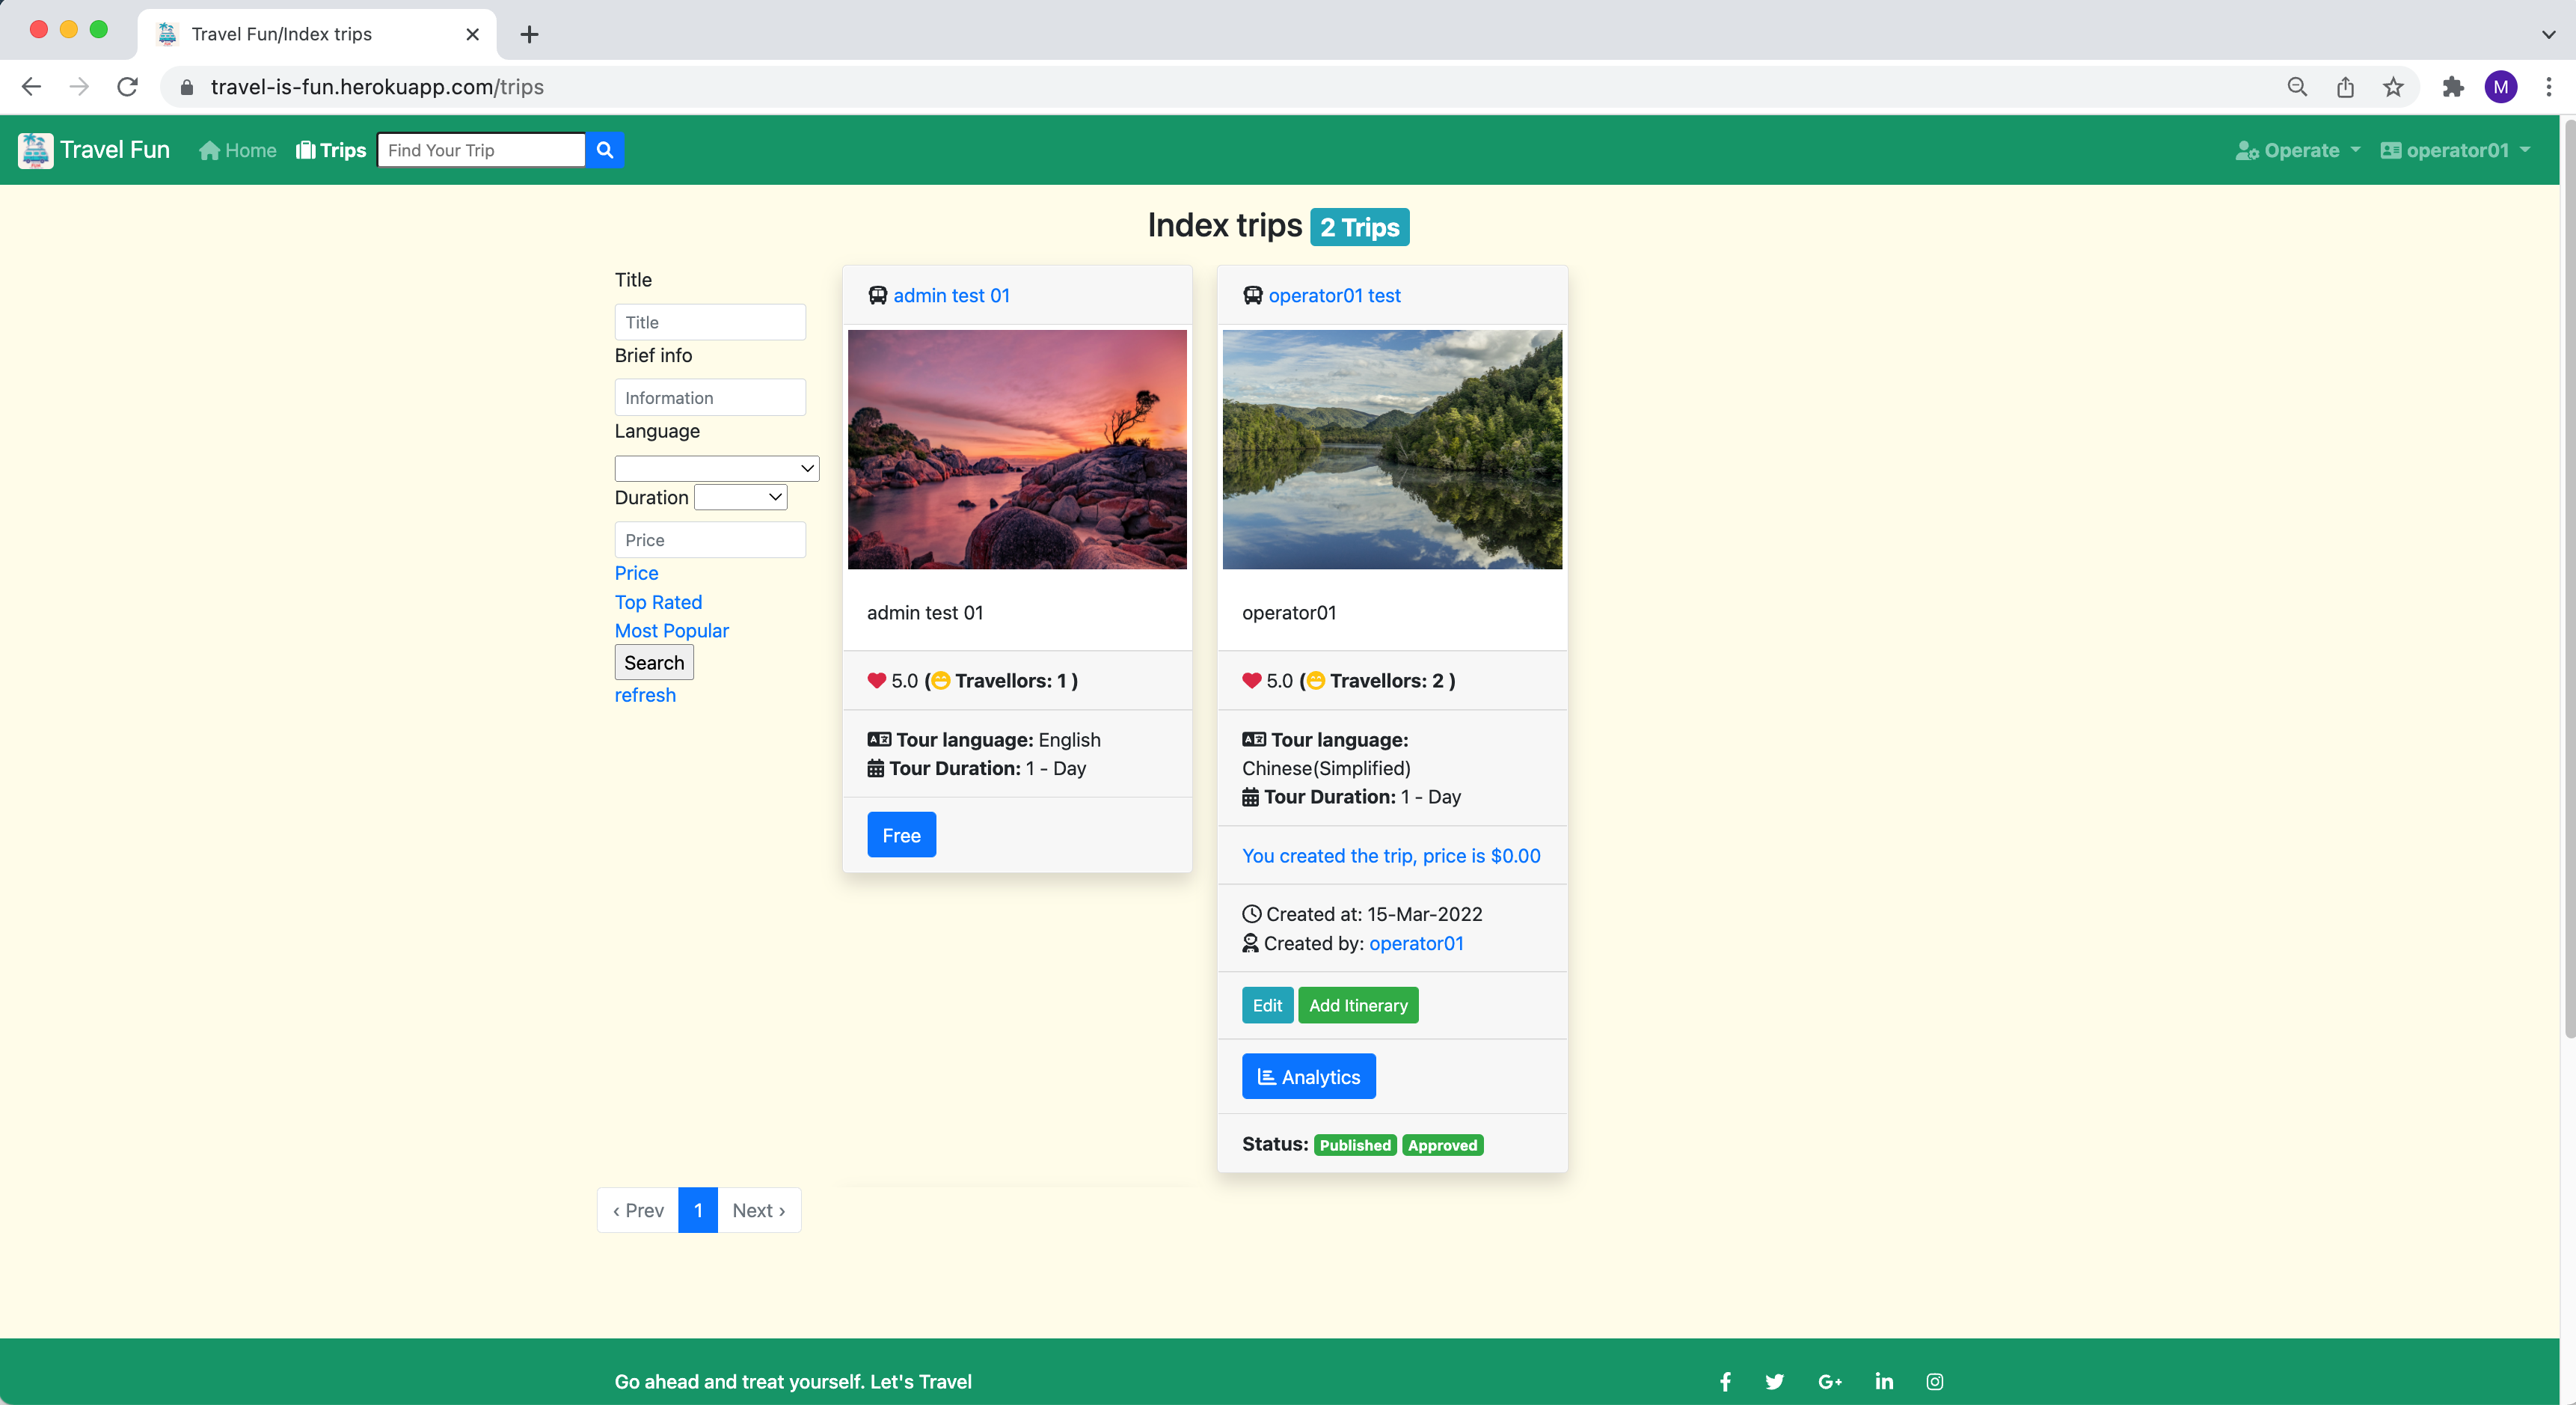 Travel Fun/Index trips
travel-is-fun.herokuapp.com/trips
M
Travel Fun Home Trips Find Your Trip Operate operator01
Index trips 2 Trips
Title
Title
Brief info
Information
Language
Duration
Price
Price
Top Rated
Most Popular
Search
refresh
admin test 01
admin test 01
5.0 (😁 Travellors: 1 )
Tour language: English
Tour Duration: 1 - Day
Free
operator01 test
operator01
5.0 (😁 Travellors: 2 )
Tour language:
Chinese(Simplified)
Tour Duration: 1 - Day
You created the trip, price is $0.00
Created at: 15-Mar-2022
Created by: operator01
Edit Add Itinerary
Analytics
Status: Published Approved
‹ Prev 1 Next ›
Go ahead and treat yourself. Let's Travel